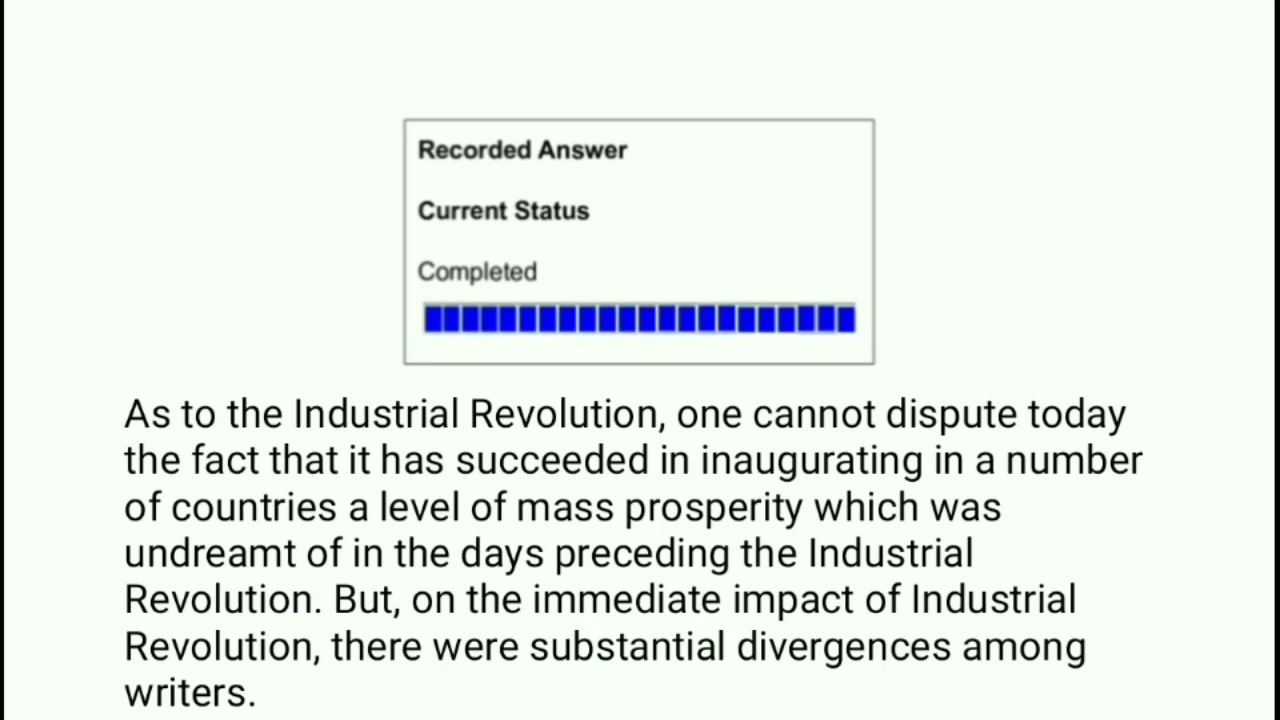 Recorded Answer
Current Status
Completed
As to the Industrial Revolution, one cannot dispute today
the fact that it has succeeded in inaugurating in a number
of countries a level of mass prosperity which was
undreamt of in the days preceding the Industrial
Revolution. But, on the immediate impact of Industrial
Revolution, there were substantial divergences among
writers.